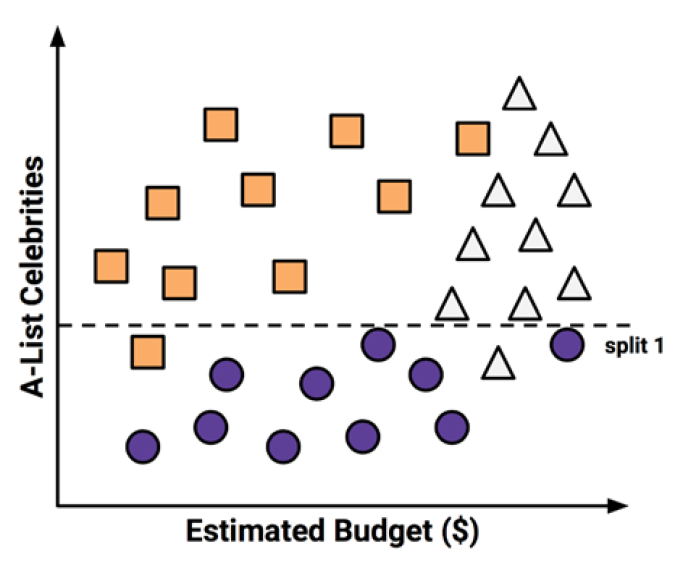 A-List Celebrities
split 1
Estimated Budget ($)